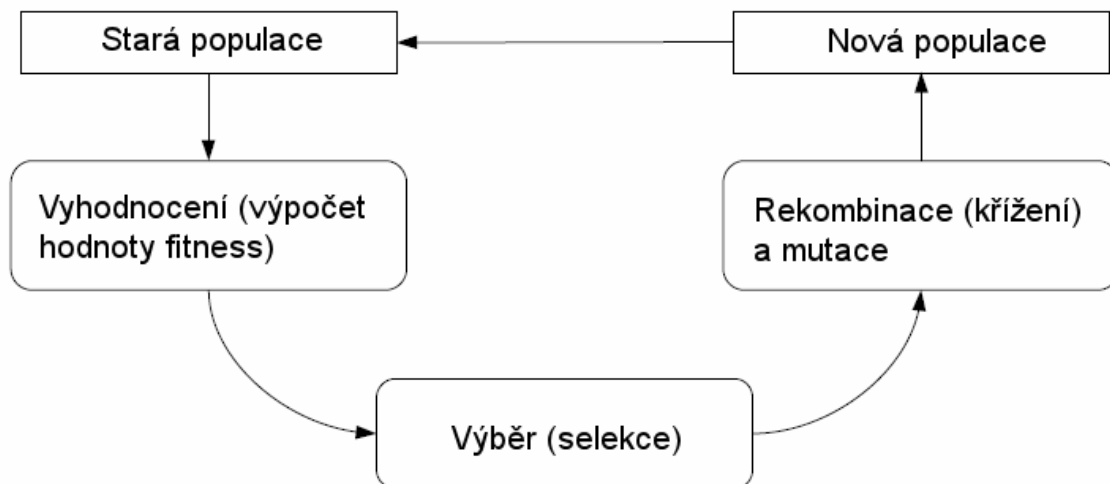 Stará populace
Nová populace
Vyhodnocení (výpočet
hodnoty fitness)
Rekombinace (křížení)
a mutace
Výběr (selekce)